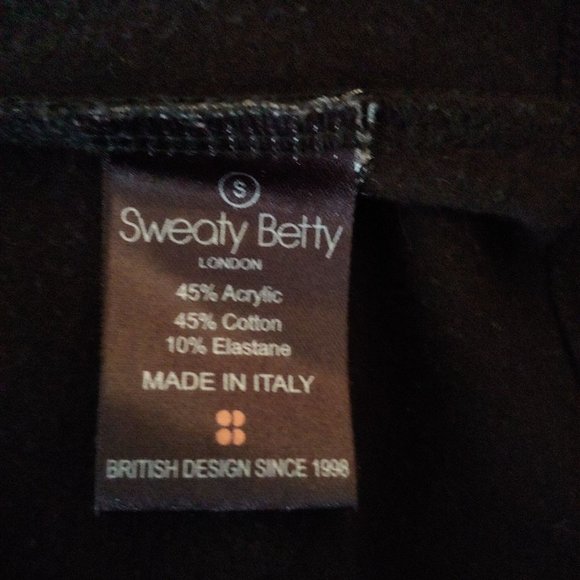 S
Sweaty Betty
LONDON
45% Acrylic
45% Cotton
10% Elastane
MADE IN ITALY
BRITISH DESIGN SINCE 1998